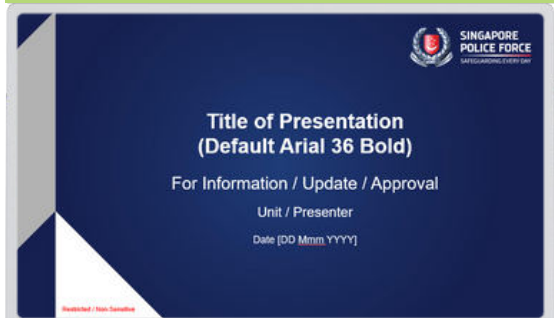 SINGAPORE
POLICE FORCE
SAFEGUARDING EVERY DAY
Title of Presentation
(Default Arial 36 Bold)
For Information / Update / Approval
Unit / Presenter
Date [DD Mmm YYYY]
Restricted / Non-Sensitive